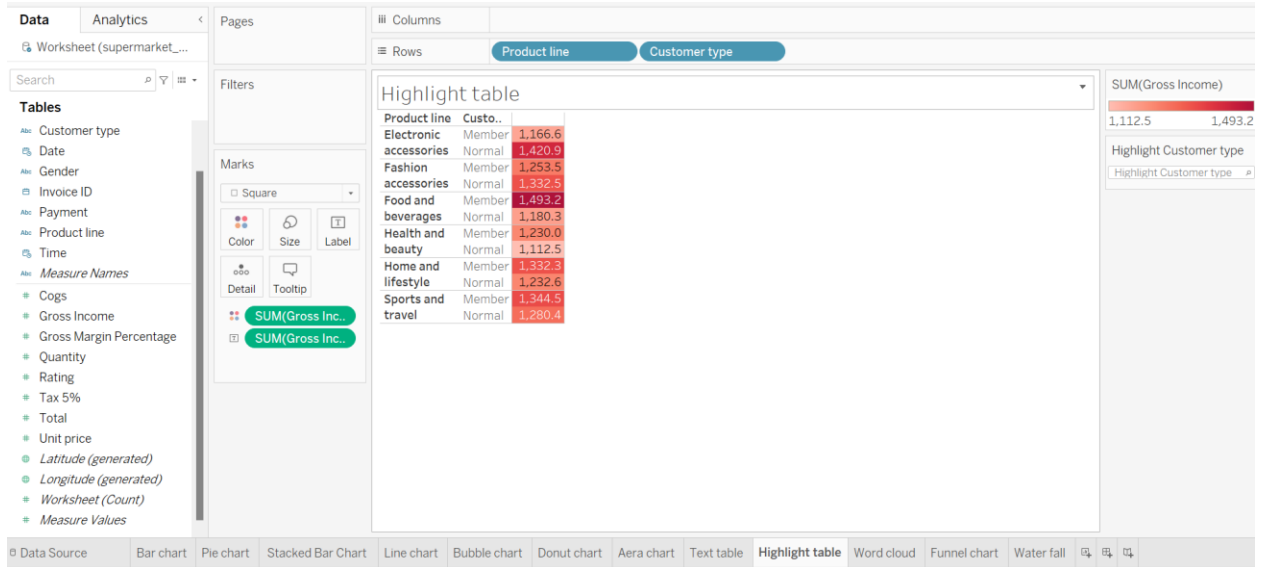 Data Analytics <
Worksheet (supermarket_...
Search
Tables
Abc Customer type
Date
Abc Gender
Invoice ID
Abc Payment
Abc Product line
Time
Abc Measure Names
# Cogs
# Gross Income
# Gross Margin Percentage
# Quantity
# Rating
# Tax 5%
# Total
# Unit price
Latitude (generated)
Longitude (generated)
# Worksheet (Count)
# Measure Values
Pages
Filters
Marks
Square
Color Size Label
T
Detail Tooltip
SUM(Gross Inc..
T SUM(Gross Inc..
iii Columns
Rows Product line Customer type
Highlight table
Product line Custo..
Electronic Member 1,166.6
accessories Normal 1,420.9
Fashion Member 1,253.5
accessories Normal 1,332.5
Food and Member 1,493.2
beverages Normal 1,180.3
Health and Member 1,230.0
beauty Normal 1,112.5
Home and Member 1,332.3
lifestyle Normal 1,232.6
Sports and Member 1,344.5
travel Normal 1,280.4
SUM(Gross Income)
1,112.5 1,493.2
Highlight Customer type
Highlight Customer type
Data Source Bar chart Pie chart Stacked Bar Chart Line chart Bubble chart Donut chart Aera chart Text table Highlight table Word cloud Funnel chart Water fall